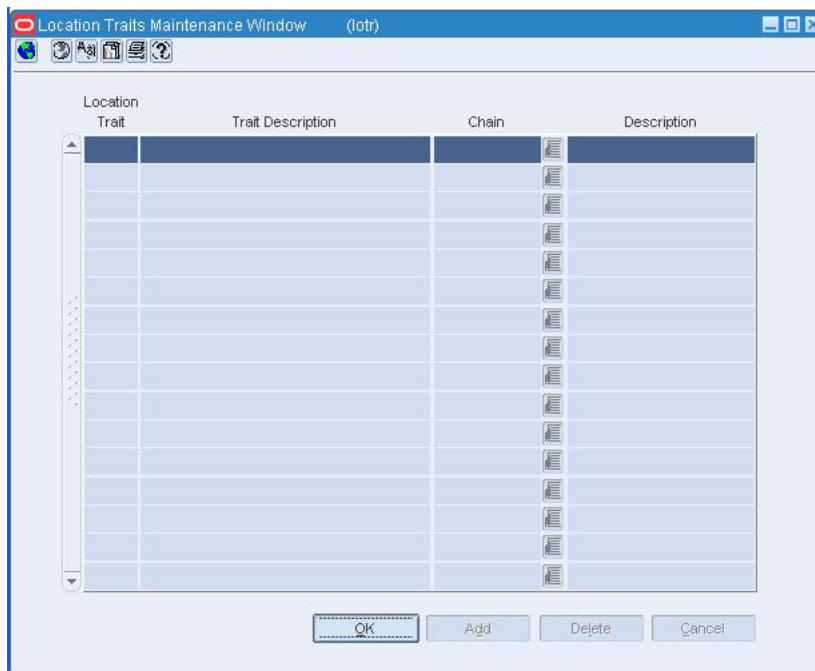 Location Traits Maintenance Window (lotr)
Location
Trait Trait Description Chain Description
OK Add Delete Cancel